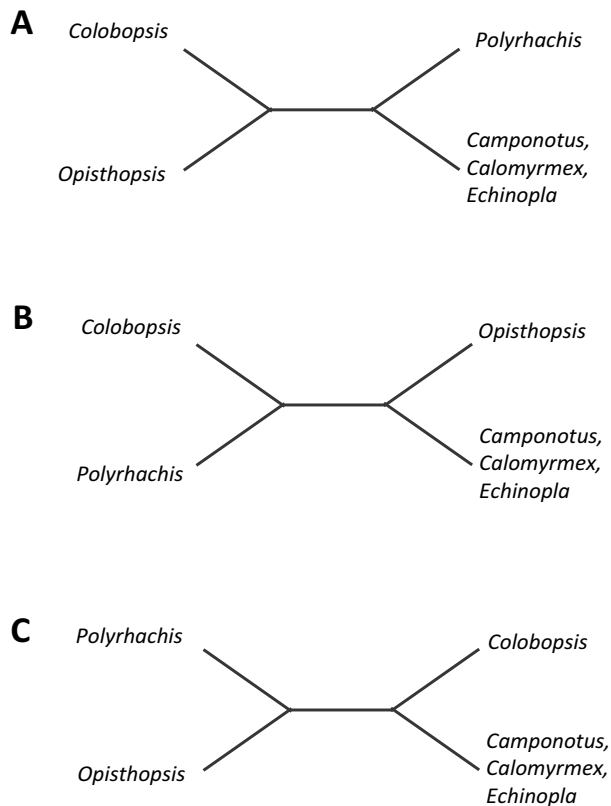 A
Colobopsis
Polyrhachis
Opisthopsis
Camponotus,
Calomyrmex,
Echinopla
B
Colobopsis
Opisthopsis
Polyrhachis
Camponotus,
Calomyrmex,
Echinopla
C
Polyrhachis
Colobopsis
Opisthopsis
Camponotus,
Calomyrmex,
Echinopla